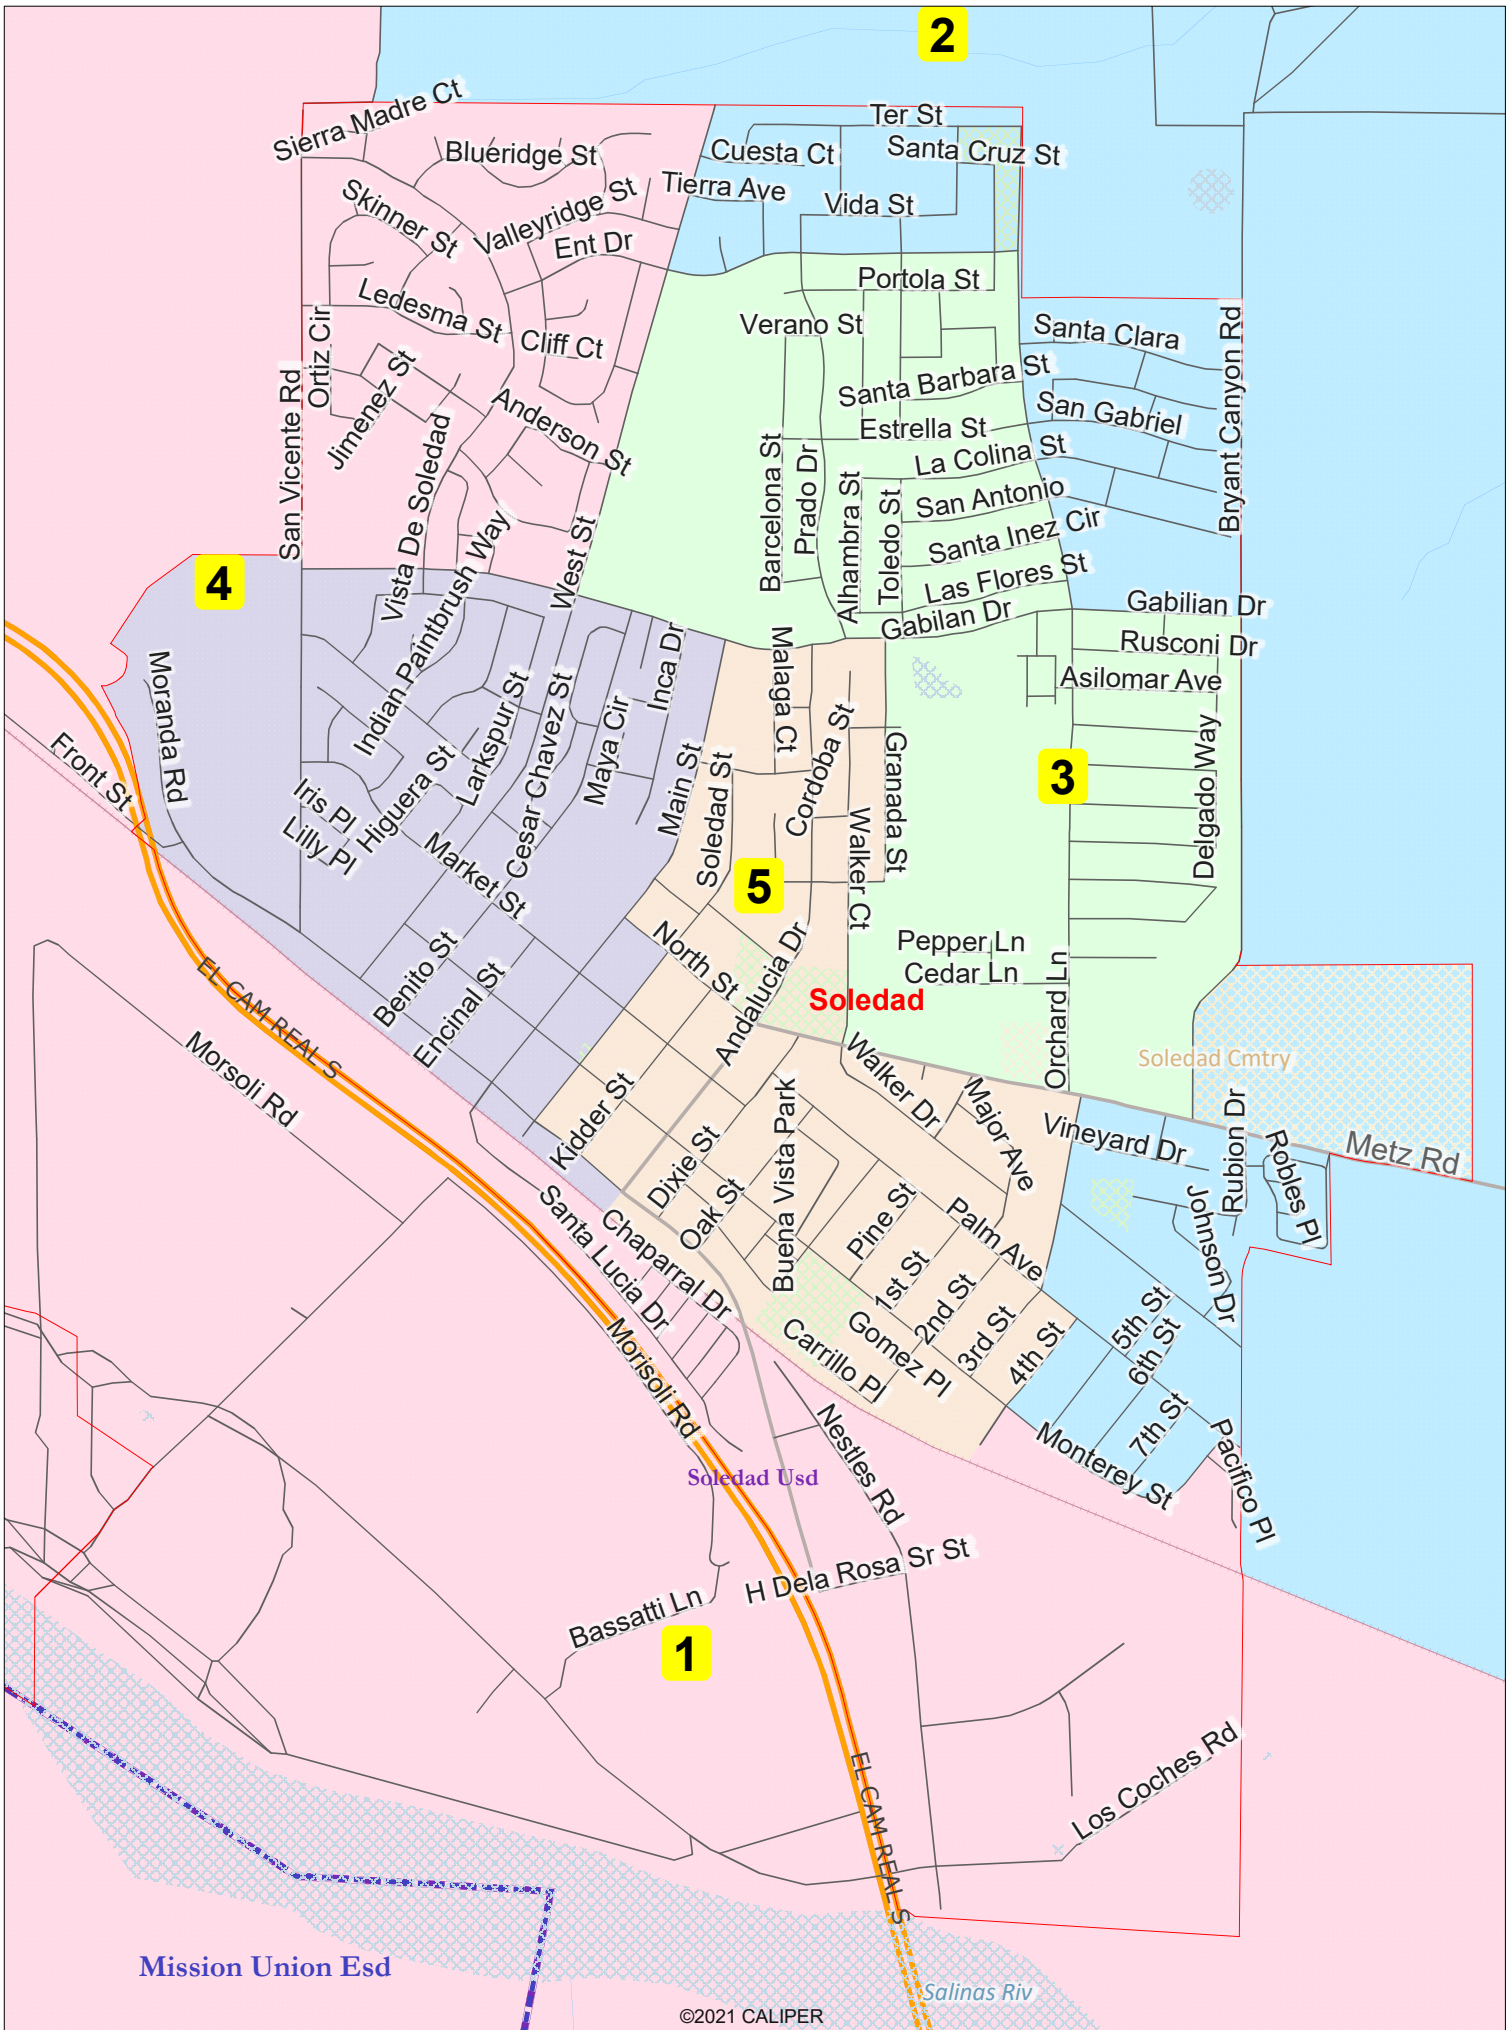 2
Sierra Madre Ct
Ter St
Blueridge St
Cuesta Ct
Santa Cruz St
Tierra Ave
Skinner St
Valleyridge St
Vida St
Ent Dr
Portola St
Ledesma St
Verano St
Santa Clara
Ortiz Cir
Cliff Ct
Bryant Canyon Rd
Jimenez St
Santa Barbara St
San Vicente Rd
Anderson St
Estrella St
San Gabriel
La Colina St
Vista De Soledad
Barcelona St
Prado Dr
Alhambra St
Toledo St
San Antonio
Santa Inez Cir
Indian Paintbrush Way
West St
4
Las Flores St
Gabilan Dr
Gabilian Dr
Rusconi Dr
Asilomar Ave
Moranda Rd
Malaga Ct
Inca Dr
Larkspur St
Cesar Chavez St
Maya Cir
Cordoba St
Granada St
Delgado Way
Front St
Main St
Soledad St
3
Iris Pl
Higuera St
Lilly Pl
Market St
5
Walker Ct
North St
Andalucia Dr
Pepper Ln
Cedar Ln
Orchard Ln
Soledad
Benito St
Encinal St
EL CAM REAL S
Morsoli Rd
Soledad Cmtry
Walker Dr
Major Ave
Vineyard Dr
Rubion Dr
Robles Pl
Metz Rd
Kidder St
Buena Vista Park
Dixie St
Oak St
Johnson Dr
Pine St
Palm Ave
Santa Lucia Dr
Chaparral Dr
1st St
2nd St
3rd St
4th St
5th St
6th St
7th St
Gomez Pl
Carrillo Pl
Morisoli Rd
Nestles Rd
Monterey St
Pacifico Pl
Soledad Usd
H Dela Rosa Sr St
Bassatti Ln
1
EL CAM REAL S
Los Coches Rd
Mission Union Esd
Salinas Riv
©2021 CALIPER